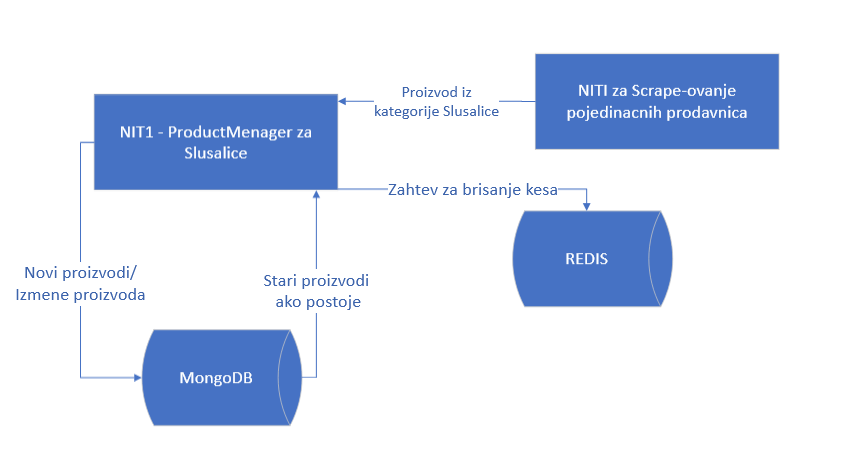 NITI za Scrape-ovanje
pojedinacnih prodavnica
Proizvod iz
kategorije Slusalice
NIT1 - ProductMenager za
Slusalice
Zahtev za brisanje kesa
REDIS
Novi proizvodi/
Izmene proizvoda
Stari proizvodi
ako postoje
MongoDB